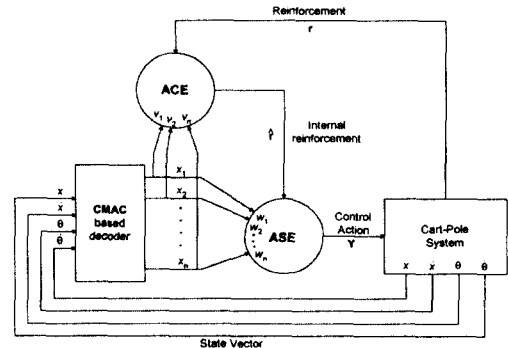 Reinforcement
r
ACE
v₁ v₂ vₙ
r̂
Internal
reinforcement
x
ẋ
θ
θ̇
CMAC
based
decoder
x₁
x₂
xₙ
w₁
w₂
wₙ
ASE
Control
Action
Y
Cart-Pole
System
x ẋ θ θ̇
State Vector